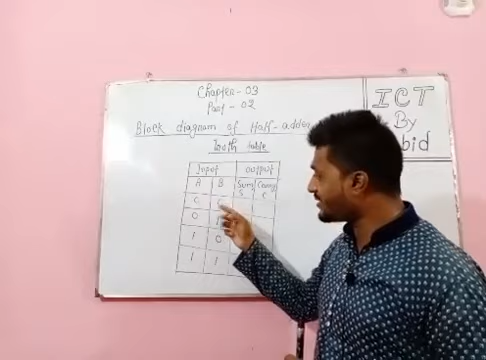 Chapter - 03
Part - 02
Block diagram of Half-adder
Truth table
Input output
A B Sum S Carry C
0
0 1
1 0
1 1
ICT
By
bid